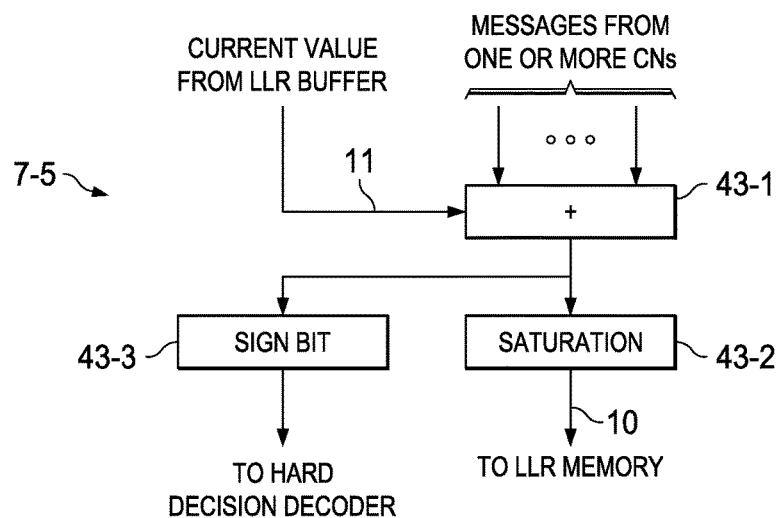 CURRENT VALUE
FROM LLR BUFFER
MESSAGES FROM
ONE OR MORE CNs
7-5
11
43-1
+
43-3
SIGN BIT
SATURATION
43-2
10
TO HARD
DECISION DECODER
TO LLR MEMORY